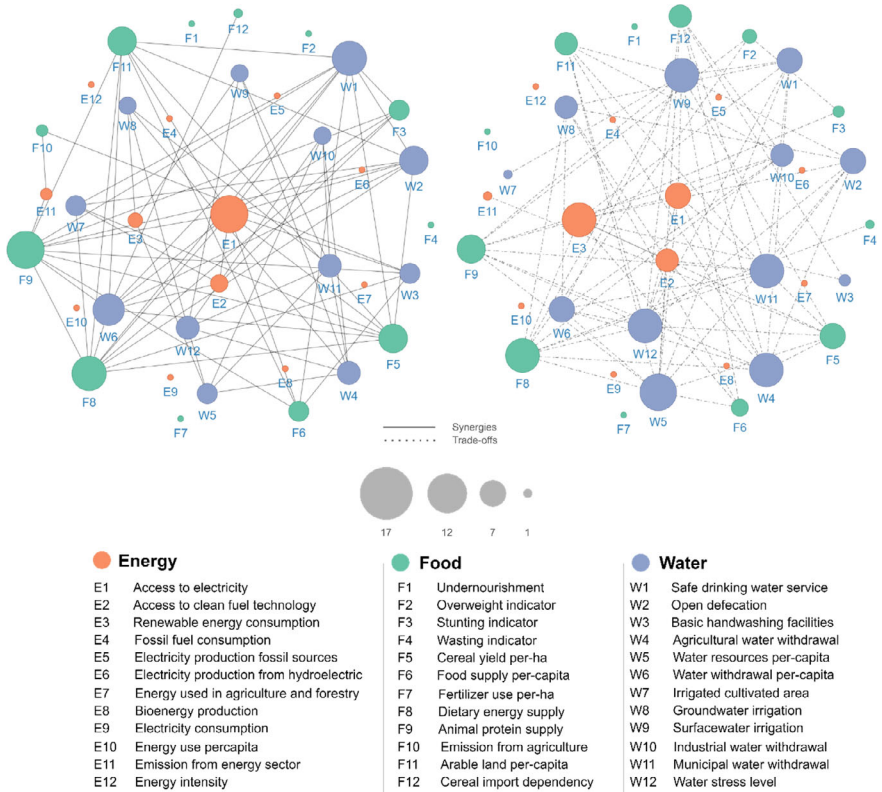 F12
F1
F2
F11
W1
E12
W9
E5
W8
E4
F3
F10
W10
E6
W2
E11
W7
E3
E1
F4
F9
E2
W11
W3
E7
E10
W6
W12
F5
E8
W4
F8
E9
W5
F6
F7
F1
F12
F2
F11
W1
E12
W9
E5
W8
E4
F3
F10
W10
E6
W2
W7
E11
E1
E3
F4
F9
E2
W11
W3
E7
E10
W6
W12
F5
F8
E8
W4
E9
W5
F6
F7
Synergies
Trade-offs
17 12 7 1
Energy
E1 Access to electricity
E2 Access to clean fuel technology
E3 Renewable energy consumption
E4 Fossil fuel consumption
E5 Electricity production fossil sources
E6 Electricity production from hydroelectric
E7 Energy used in agriculture and forestry
E8 Bioenergy production
E9 Electricity consumption
E10 Energy use percapita
E11 Emission from energy sector
E12 Energy intensity
Food
F1 Undernourishment
F2 Overweight indicator
F3 Stunting indicator
F4 Wasting indicator
F5 Cereal yield per-ha
F6 Food supply per-capita
F7 Fertilizer use per-ha
F8 Dietary energy supply
F9 Animal protein supply
F10 Emission from agriculture
F11 Arable land per-capita
F12 Cereal import dependency
Water
W1 Safe drinking water service
W2 Open defecation
W3 Basic handwashing facilities
W4 Agricultural water withdrawal
W5 Water resources per-capita
W6 Water withdrawal per-capita
W7 Irrigated cultivated area
W8 Groundwater irrigation
W9 Surfacewater irrigation
W10 Industrial water withdrawal
W11 Municipal water withdrawal
W12 Water stress level